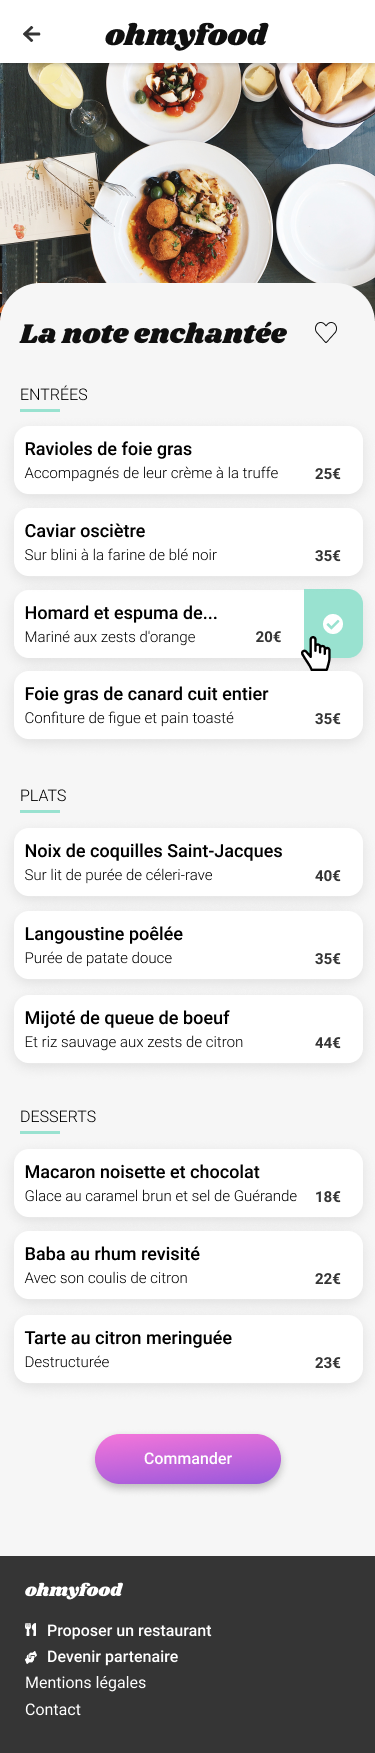 ohmyfood
La note enchantée
ENTRÉES
Ravioles de foie gras
Accompagnés de leur crème à la truffe 25€
Caviar oscièetre
Sur blini à la farine de blé noir 35€
Homard et espuma de...
Mariné aux zests d'orange 20€
Foie gras de canard cuit entier
Confiture de figue et pain toasté 35€
PLATS
Noix de coquilles Saint-Jacques
Sur lit de purée de céleri-rave 40€
Langoustine poêlée
Purée de patate douce 35€
Mijoté de queue de boeuf
Et riz sauvage aux zests de citron 44€
DESSERTS
Macaron noisette et chocolat
Glace au caramel brun et sel de Guérande 18€
Baba au rhum revisité
Avec son coulis de citron 22€
Tarte au citron meringuée
Destructurée 23€
Commander
ohmyfood
Proposer un restaurant
Devenir partenaire
Mentions légales
Contact